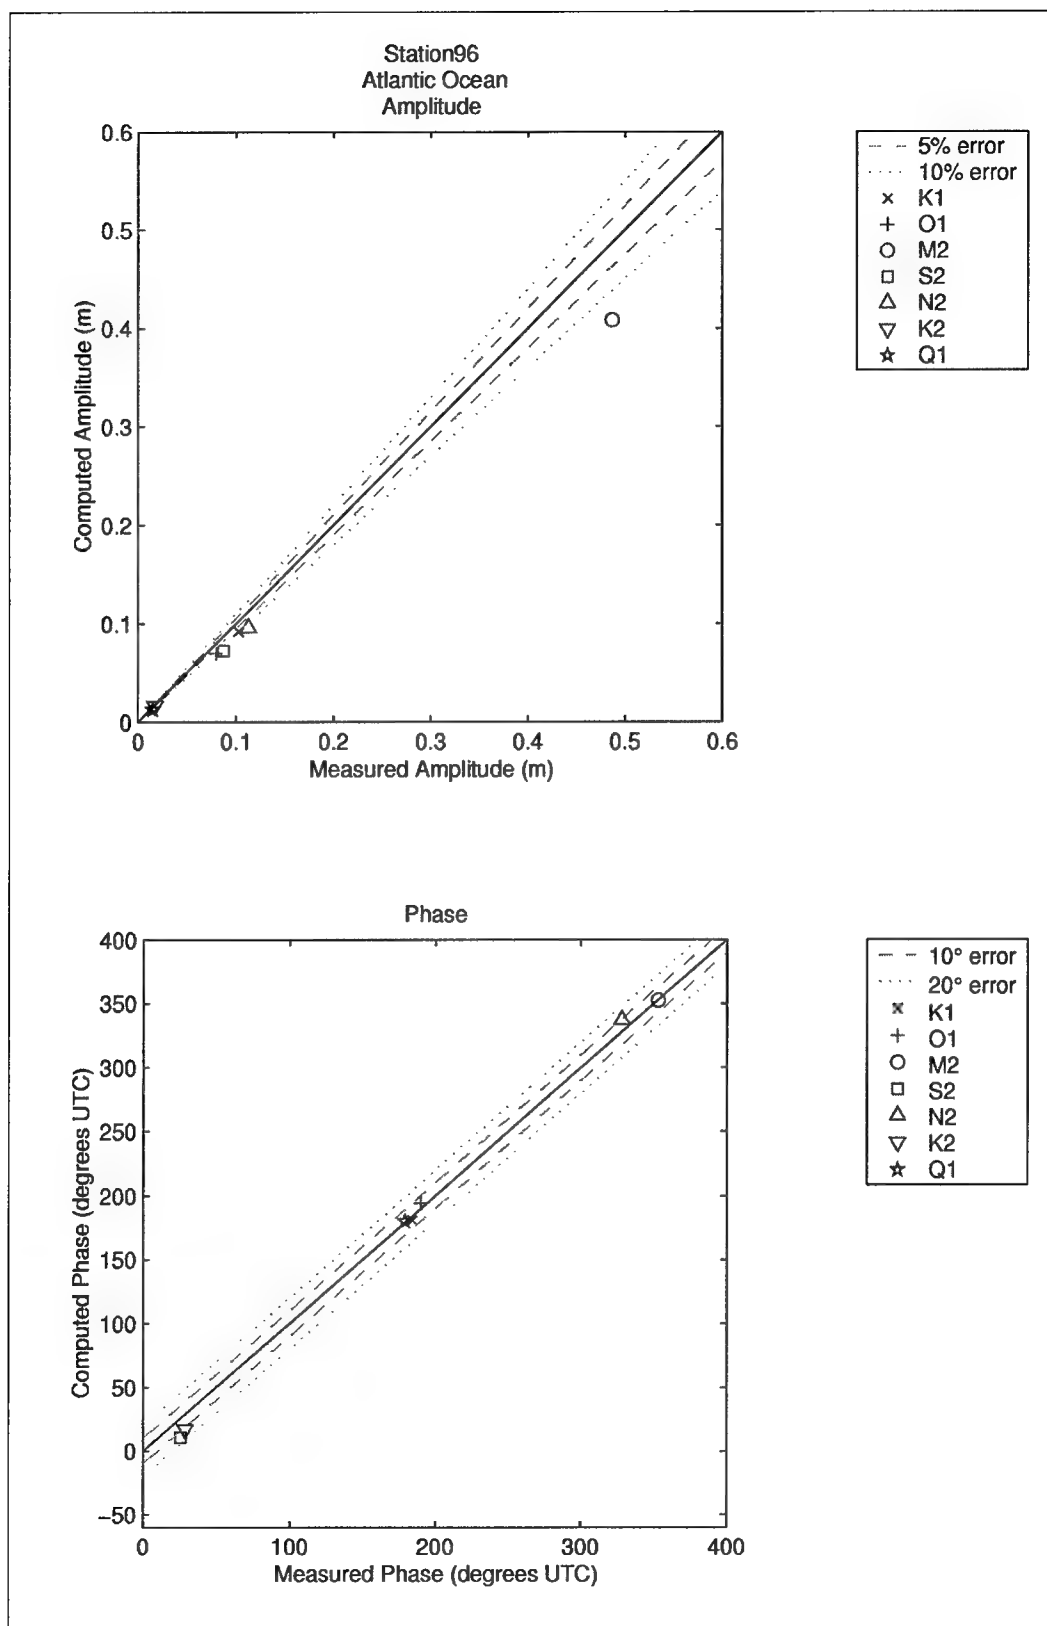 Station96
Atlantic Ocean
Amplitude
0.6
0.5
0.4
0.3
0.2
0.1
0
Computed Amplitude (m)
0 0.1 0.2 0.3 0.4 0.5 0.6
Measured Amplitude (m)
5% error
10% error
K1
O1
M2
S2
N2
K2
Q1
Phase
400
350
300
250
200
150
100
50
0
−50
Computed Phase (degrees UTC)
0 100 200 300 400
Measured Phase (degrees UTC)
10° error
20° error
K1
O1
M2
S2
N2
K2
Q1